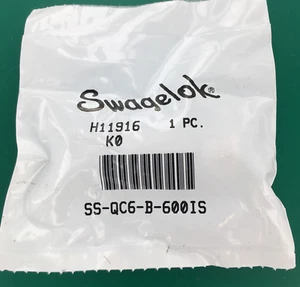 Swagelok®
H11916 1 PC.
K0
SS-QC6-B-600IS